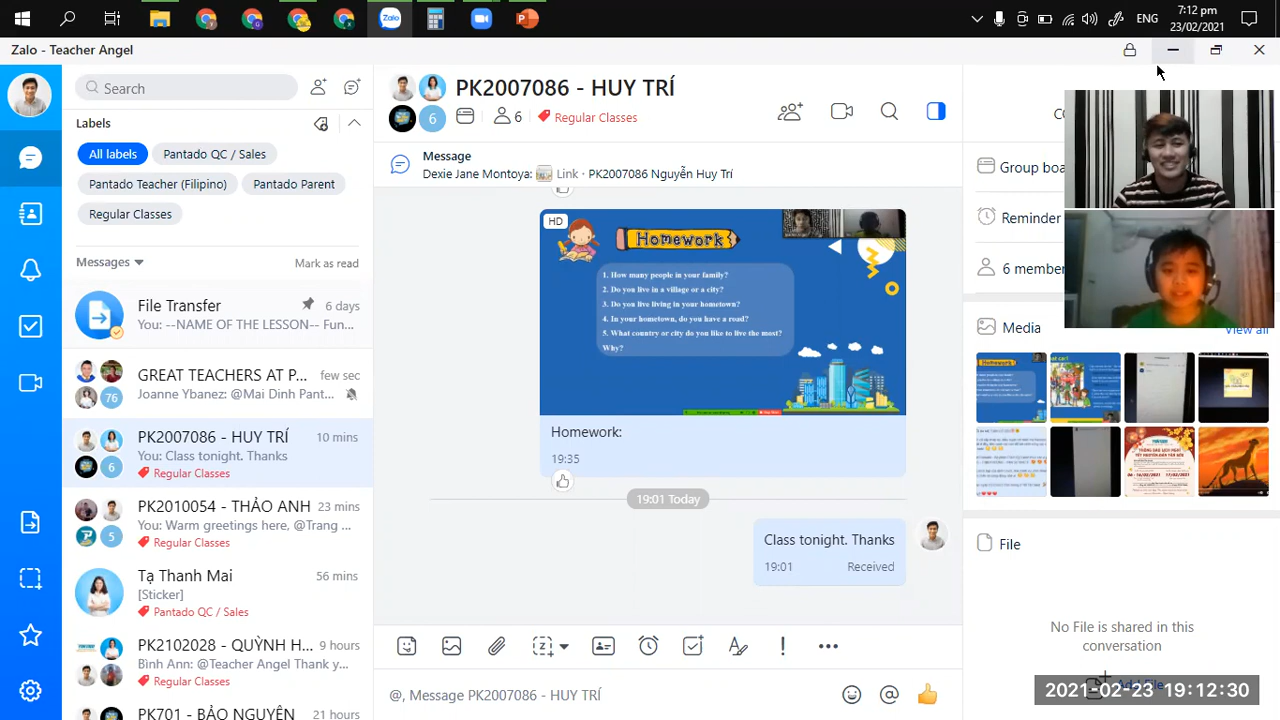 ENG
7:12 pm
23/02/2021
Zalo - Teacher Angel
Search
Labels
All labels
Pantado QC / Sales
Pantado Teacher (Filipino)
Pantado Parent
Regular Classes
Messages
Mark as read
File Transfer
6 days
You: --NAME OF THE LESSON-- Fun...
GREAT TEACHERS AT P...
few sec
76
Joanne Ybanez: @Mai Dinh Pant...
PK2007086 - HUY TRÍ
10 mins
6
You: Class tonight. Thanks
Regular Classes
PK2010054 - THẢO ANH
23 mins
5
You: Warm greetings here, @Trang ...
Regular Classes
Tạ Thanh Mai
56 mins
[Sticker]
Pantado QC / Sales
PK2102028 - QUỲNH H...
9 hours
Bình Ann: @Teacher Angel Thank y...
Regular Classes
PK701 - BẢO NGUYÊN
21 hours
PK2007086 - HUY TRÍ
6
6
Regular Classes
Message
Dexie Jane Montoya: Link · PK2007086 Nguyễn Huy Trí
HD
Homework
1. How many people in your family?
2. Do you live in a village or a city?
3. Do you live living in your hometown?
4. In your hometown, do you have a road?
5. What country or city do you like to live the most?
Why?
Homework:
19:35
19:01 Today
Class tonight. Thanks
19:01
Received
@, Message PK2007086 - HUY TRÍ
Group boa
Reminder
6 mem
Media
View all
File
No File is shared in this
conversation
Add File
2021-02-23 19:12:30